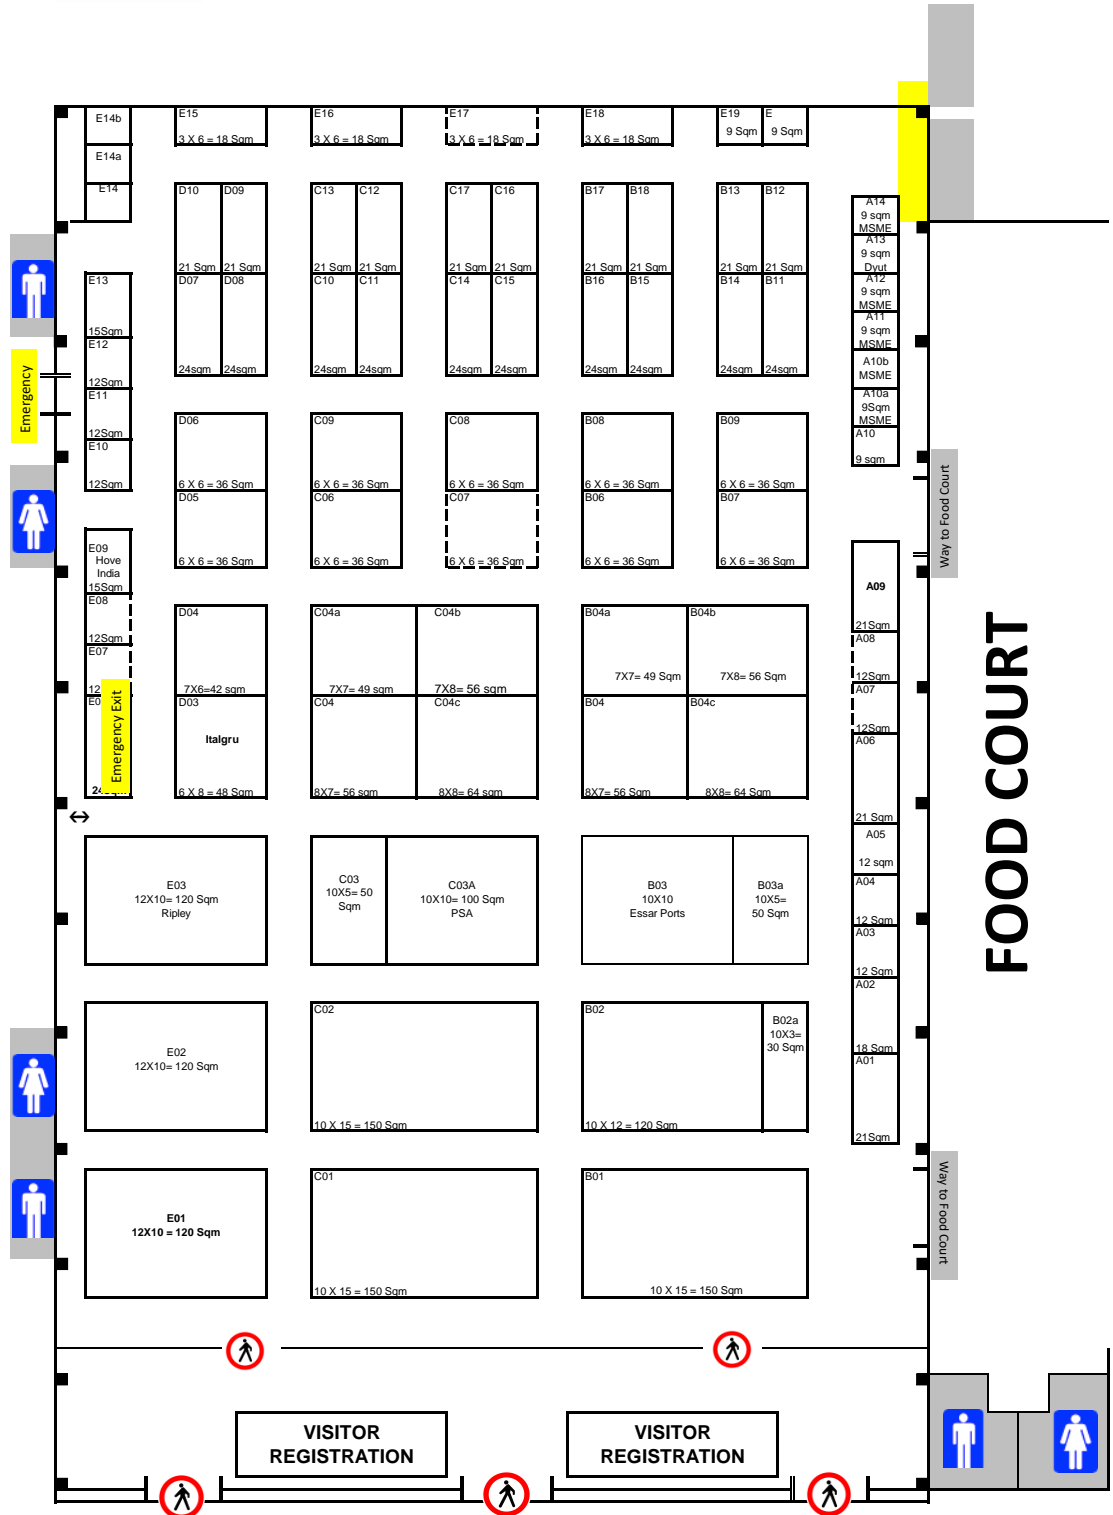 E14b
E15
3 X 6 = 18 Sqm
E16
3 X 6 = 18 Sqm
E17
3 X 6 = 18 Sqm
E18
3 X 6 = 18 Sqm
E19
9 Sqm
E
9 Sqm
E14a
E14
D10
21 Sqm
D09
21 Sqm
C13
21 Sqm
C12
21 Sqm
C17
21 Sqm
C16
21 Sqm
B17
21 Sqm
B18
21 Sqm
B13
21 Sqm
B12
21 Sqm
A14
9 sqm
MSME
A13
9 sqm
Dyut
A12
9 sqm
MSME
A11
9 sqm
MSME
A10b
MSME
A10a
9Sqm
MSME
A10
9 sqm
D07
24sqm
D08
24sqm
C10
24sqm
C11
24sqm
C14
24sqm
C15
24sqm
B16
24sqm
B15
24sqm
B14
24sqm
B11
24sqm
E13
15Sqm
E12
12Sqm
E11
12Sqm
E10
12Sqm
Emergency
D06
6 X 6 = 36 Sqm
C09
6 X 6 = 36 Sqm
C08
6 X 6 = 36 Sqm
B08
6 X 6 = 36 Sqm
B09
6 X 6 = 36 Sqm
D05
6 X 6 = 36 Sqm
C06
6 X 6 = 36 Sqm
C07
6 X 6 = 36 Sqm
B06
6 X 6 = 36 Sqm
B07
6 X 6 = 36 Sqm
Way to Food Court
E09
Hove
India
15Sqm
E08
12Sqm
E07
12
E0
Emergency Exit
D04
7X6=42 sqm
C04a
7X7= 49 sqm
C04b
7X8= 56 sqm
B04a
7X7= 49 Sqm
B04b
7X8= 56 Sqm
D03
Italgru
6 X 8 = 48 Sqm
C04
8X7= 56 sqm
C04c
8X8= 64 sqm
B04
8X7= 56 Sqm
B04c
8X8= 64 Sqm
A09
21Sqm
A08
12Sqm
A07
12Sqm
A06
21 Sqm
A05
12 sqm
A04
12 Sqm
A03
12 Sqm
A02
18 Sqm
A01
21Sqm
FOOD COURT
E03
12X10= 120 Sqm
Ripley
C03
10X5= 50
Sqm
C03A
10X10= 100 Sqm
PSA
B03
10X10
Essar Ports
B03a
10X5=
50 Sqm
E02
12X10= 120 Sqm
C02
10 X 15 = 150 Sqm
B02
10 X 12 = 120 Sqm
B02a
10X3=
30 Sqm
E01
12X10 = 120 Sqm
C01
10 X 15 = 150 Sqm
B01
10 X 15 = 150 Sqm
Way to Food Court
VISITOR
REGISTRATION
VISITOR
REGISTRATION